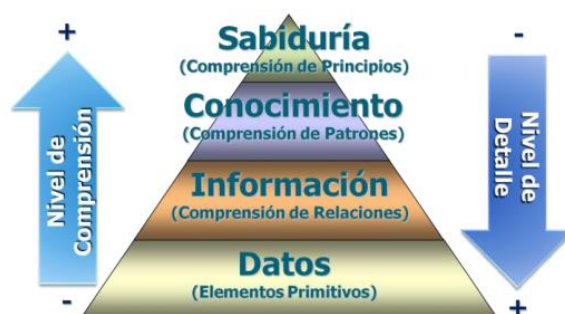 +
-
Sabiduría
(Comprensión de Principios)
Conocimiento
(Comprensión de Patrones)
Información
(Comprensión de Relaciones)
Datos
(Elementos Primitivos)
Nivel de
Comprensión
Nivel de
Detalle
-
+